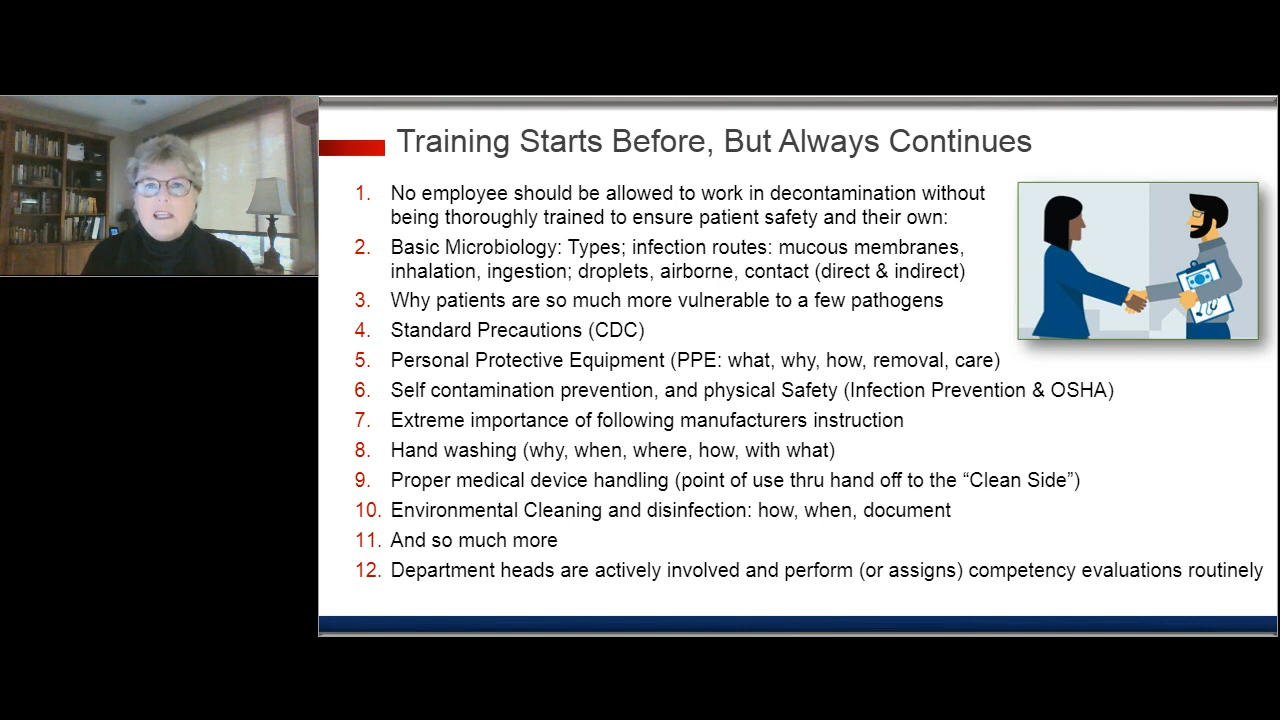 Training Starts Before, But Always Continues
1. No employee should be allowed to work in decontamination without
being thoroughly trained to ensure patient safety and their own:
2. Basic Microbiology: Types; infection routes: mucous membranes,
inhalation, ingestion; droplets, airborne, contact (direct & indirect)
3. Why patients are so much more vulnerable to a few pathogens
4. Standard Precautions (CDC)
5. Personal Protective Equipment (PPE: what, why, how, removal, care)
6. Self contamination prevention, and physical Safety (Infection Prevention & OSHA)
7. Extreme importance of following manufacturers instruction
8. Hand washing (why, when, where, how, with what)
9. Proper medical device handling (point of use thru hand off to the “Clean Side”)
10. Environmental Cleaning and disinfection: how, when, document
11. And so much more
12. Department heads are actively involved and perform (or assigns) competency evaluations routinely